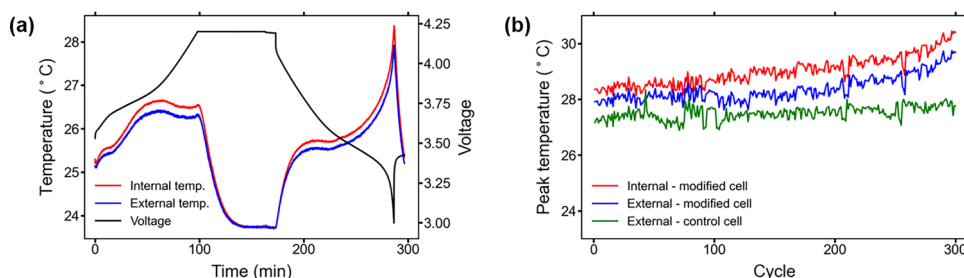 (a)
28
27
26
25
24
Temperature ( ° C)
4.25
4.00
3.75
3.50
3.25
3.00
Voltage
Internal temp.
External temp.
Voltage
0 100 200 300
Time (min)
(b)
30
28
26
24
Peak temperature ( ° C)
Internal - modified cell
External - modified cell
External - control cell
0 100 200 300
Cycle